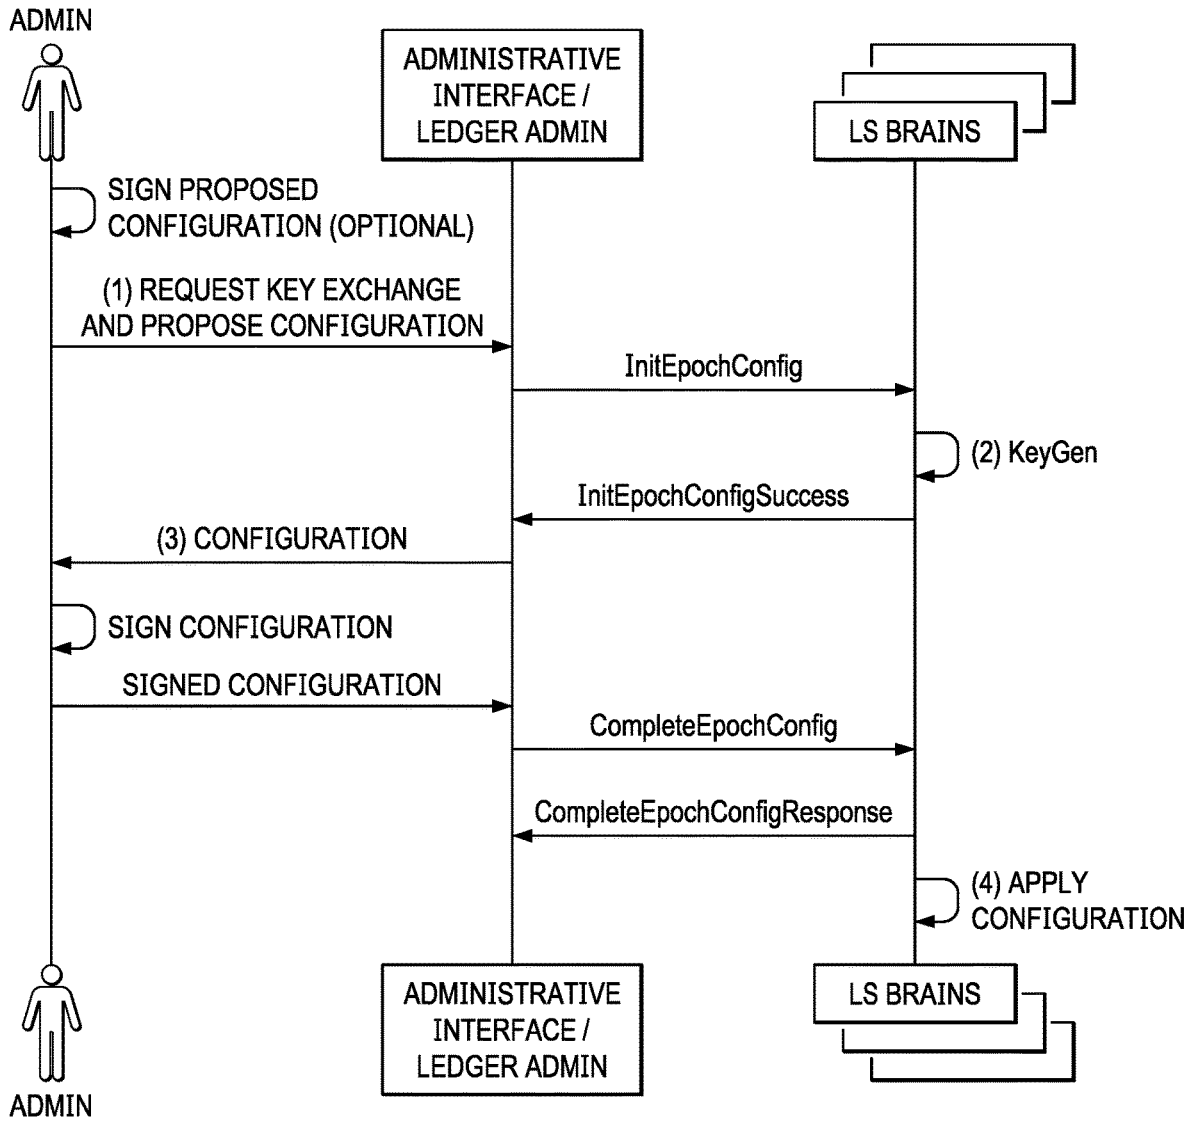 ADMIN
ADMINISTRATIVE
INTERFACE /
LEDGER ADMIN
LS BRAINS
SIGN PROPOSED
CONFIGURATION (OPTIONAL)
(1) REQUEST KEY EXCHANGE
AND PROPOSE CONFIGURATION
InitEpochConfig
(2) KeyGen
InitEpochConfigSuccess
(3) CONFIGURATION
SIGN CONFIGURATION
SIGNED CONFIGURATION
CompleteEpochConfig
CompleteEpochConfigResponse
(4) APPLY
CONFIGURATION
ADMINISTRATIVE
INTERFACE /
LEDGER ADMIN
LS BRAINS
ADMIN